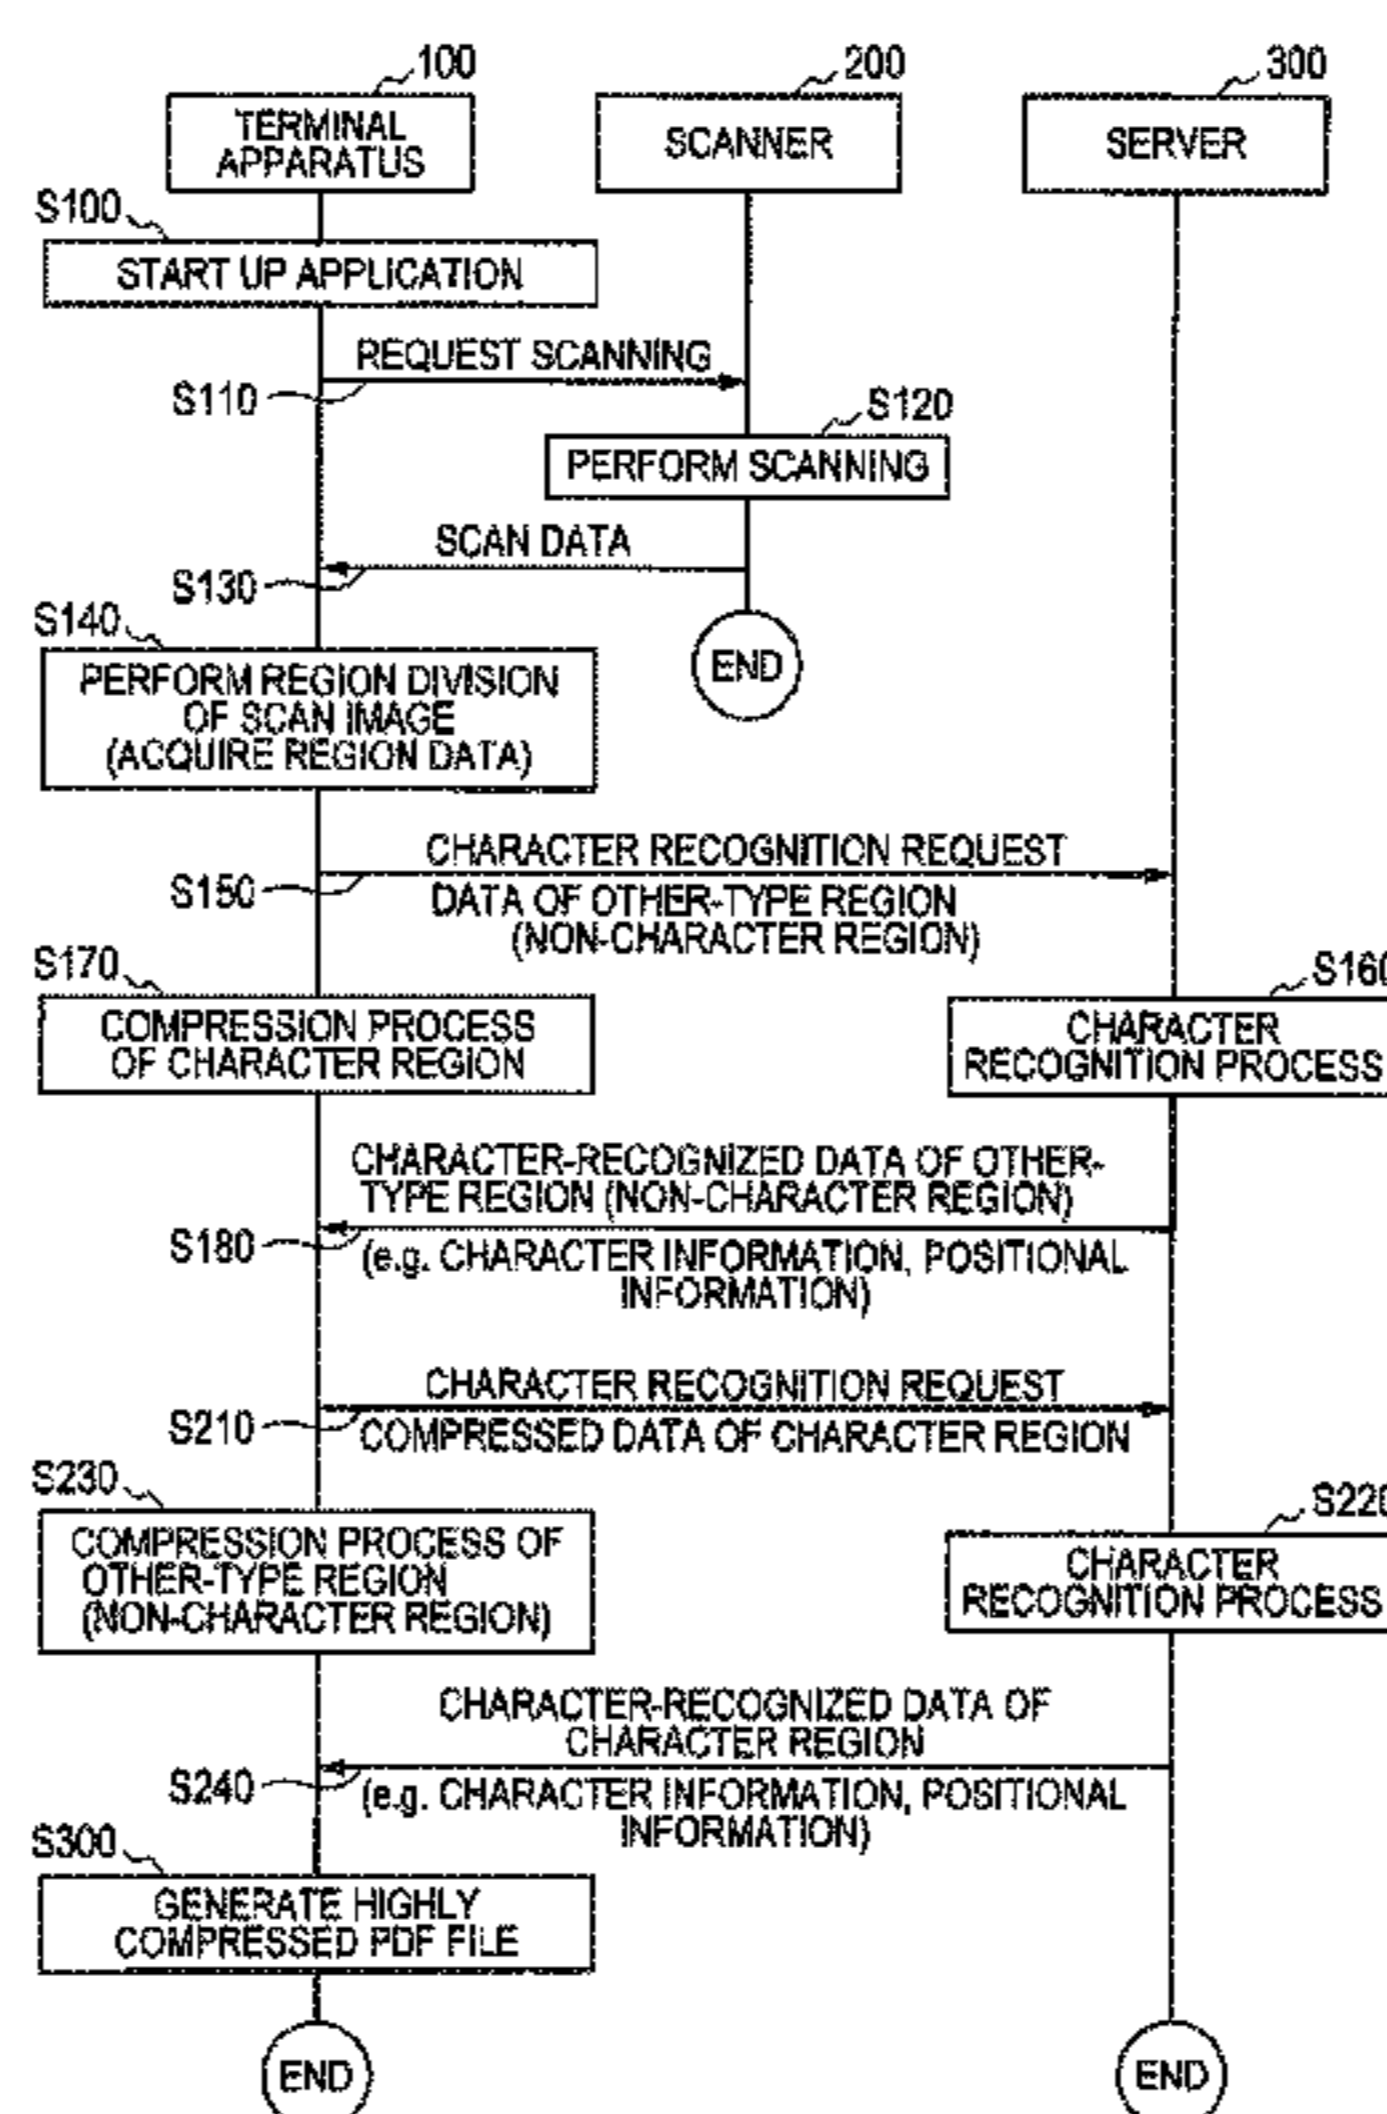 100
200
300
TERMINAL
APPARATUS
SCANNER
SERVER
S100
START UP APPLICATION
REQUEST SCANNING
S110
S120
PERFORM SCANNING
SCAN DATA
S130
END
S140
PERFORM REGION DIVISION
OF SCAN IMAGE
(ACQUIRE REGION DATA)
CHARACTER RECOGNITION REQUEST
S150
DATA OF OTHER-TYPE REGION
(NON-CHARACTER REGION)
S170
COMPRESSION PROCESS
OF CHARACTER REGION
S160
CHARACTER
RECOGNITION PROCESS
CHARACTER-RECOGNIZED DATA OF OTHER-
TYPE REGION (NON-CHARACTER REGION)
S180
(e.g. CHARACTER INFORMATION, POSITIONAL
INFORMATION)
CHARACTER RECOGNITION REQUEST
S210
COMPRESSED DATA OF CHARACTER REGION
S230
COMPRESSION PROCESS OF
OTHER-TYPE REGION
(NON-CHARACTER REGION)
S220
CHARACTER
RECOGNITION PROCESS
CHARACTER-RECOGNIZED DATA OF
CHARACTER REGION
S240
(e.g. CHARACTER INFORMATION, POSITIONAL
INFORMATION)
S300
GENERATE HIGHLY
COMPRESSED PDF FILE
END
END